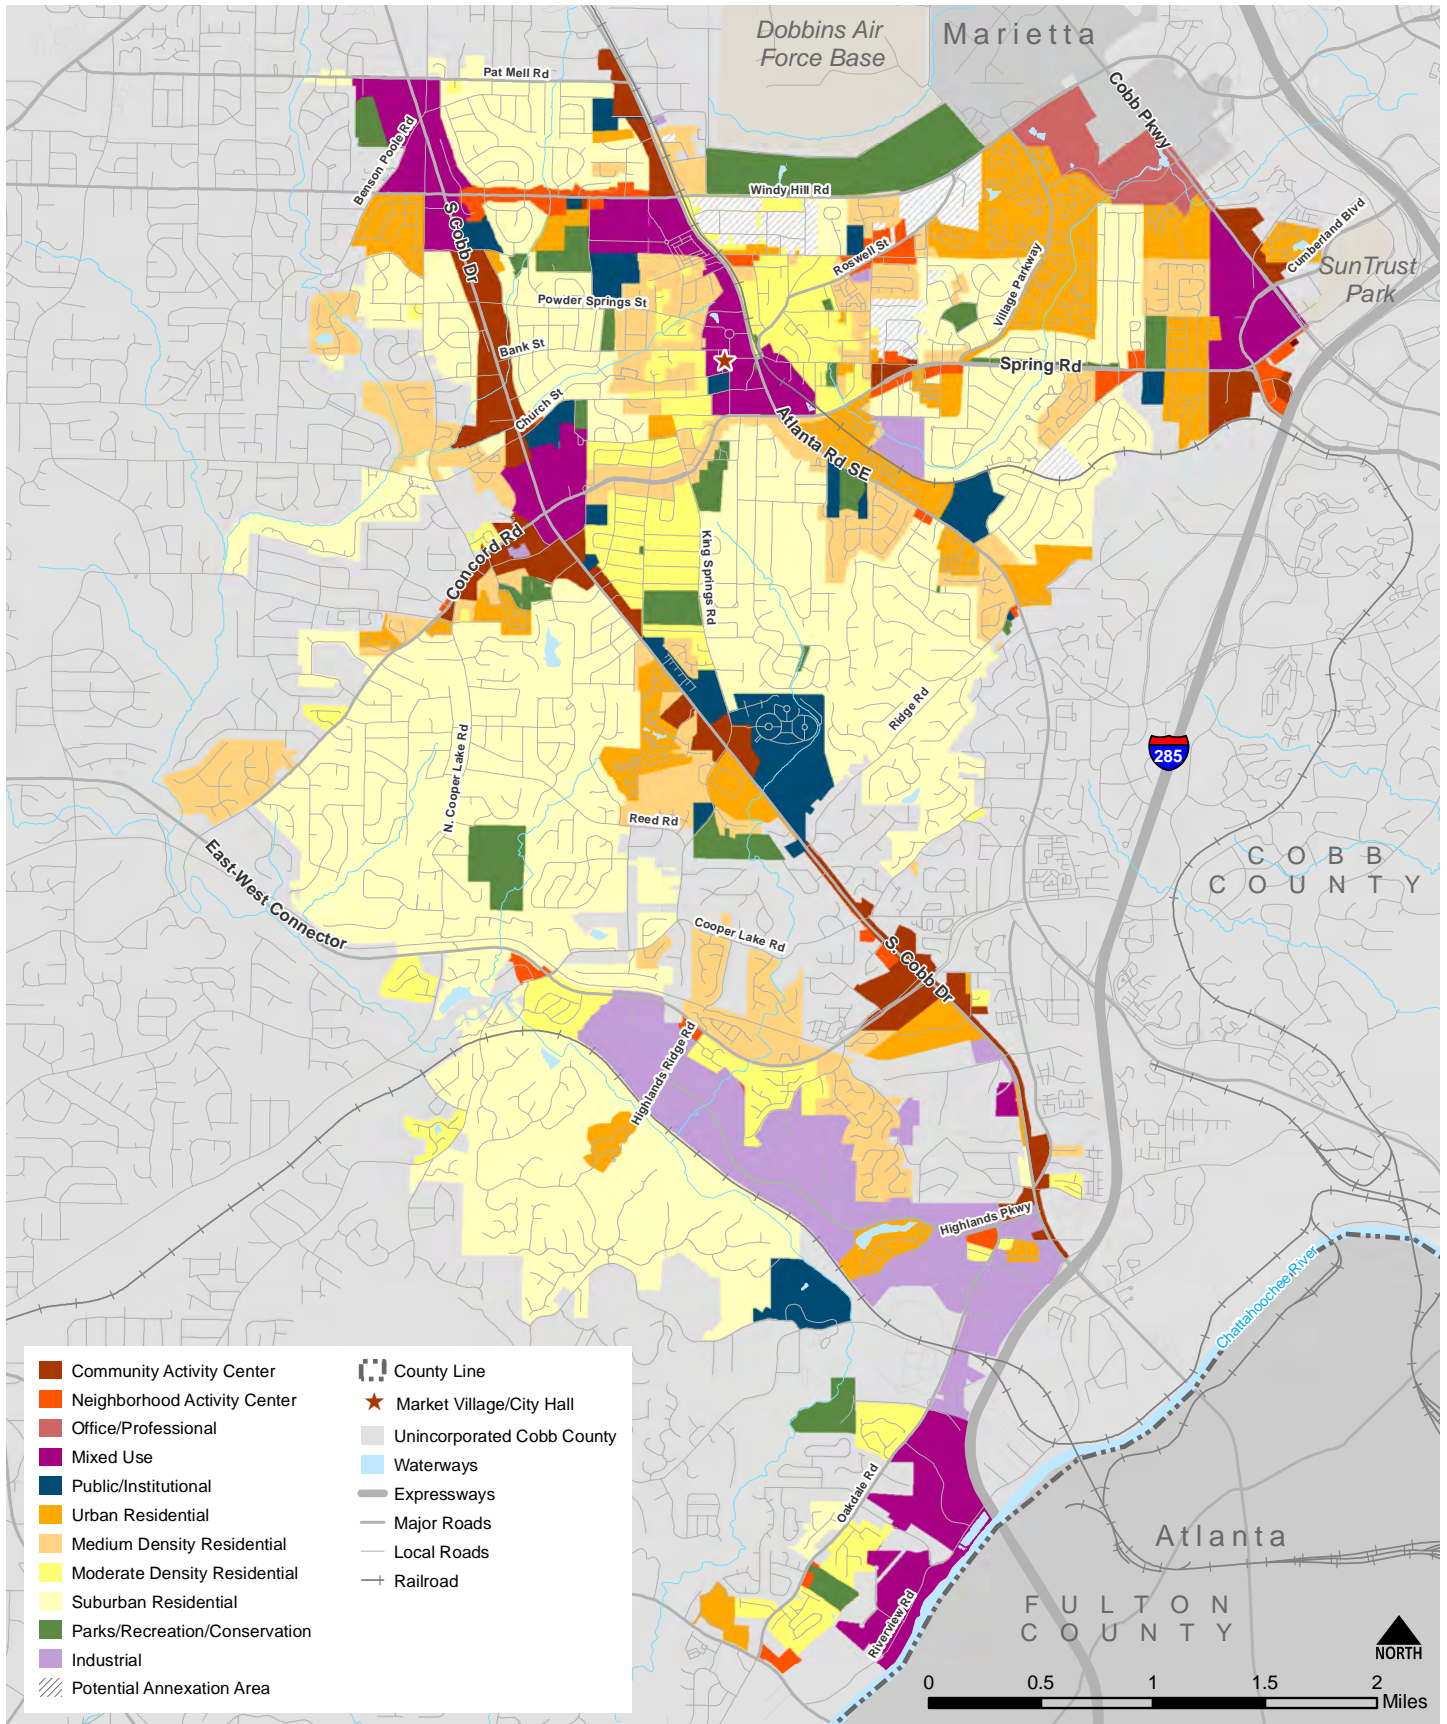 Dobbins Air
Force Base
Marietta
Pat Mell Rd
Cobb Pkwy
Benson Poole Rd
Windy Hill Rd
S Cobb Dr
Cumberland Blvd
Roswell St
SunTrust
Park
Village Parkway
Powder Springs St
Bank St
Spring Rd
Church St
Atlanta Rd SE
Concord Rd
King Springs Rd
Ridge Rd
N. Cooper Lake Rd
285
Reed Rd
East-West Connector
COBB
COUNTY
Cooper Lake Rd
S. Cobb Dr
Highlands Ridge Rd
Highlands Pkwy
Chattahoochee River
Oakdale Rd
Atlanta
Riverview Rd
FULTON
COUNTY
Community Activity Center
Neighborhood Activity Center
Office/Professional
Mixed Use
Public/Institutional
Urban Residential
Medium Density Residential
Moderate Density Residential
Suburban Residential
Parks/Recreation/Conservation
Industrial
Potential Annexation Area
County Line
Market Village/City Hall
Unincorporated Cobb County
Waterways
Expressways
Major Roads
Local Roads
Railroad
NORTH
0 0.5 1 1.5 2
Miles